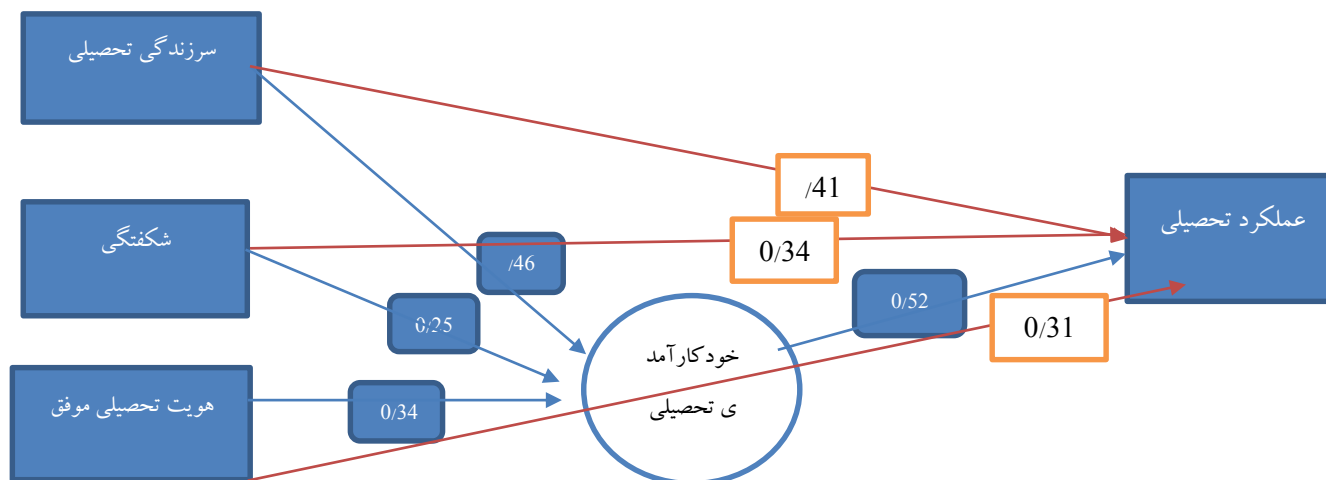 سرزندگی تحصیلی
/41
عملکرد تحصیلی
شکفتگی
/46
0/34
0/25
0/52
0/31
خودکارآمد
ی تحصیلی
هویت تحصیلی موفق
0/34